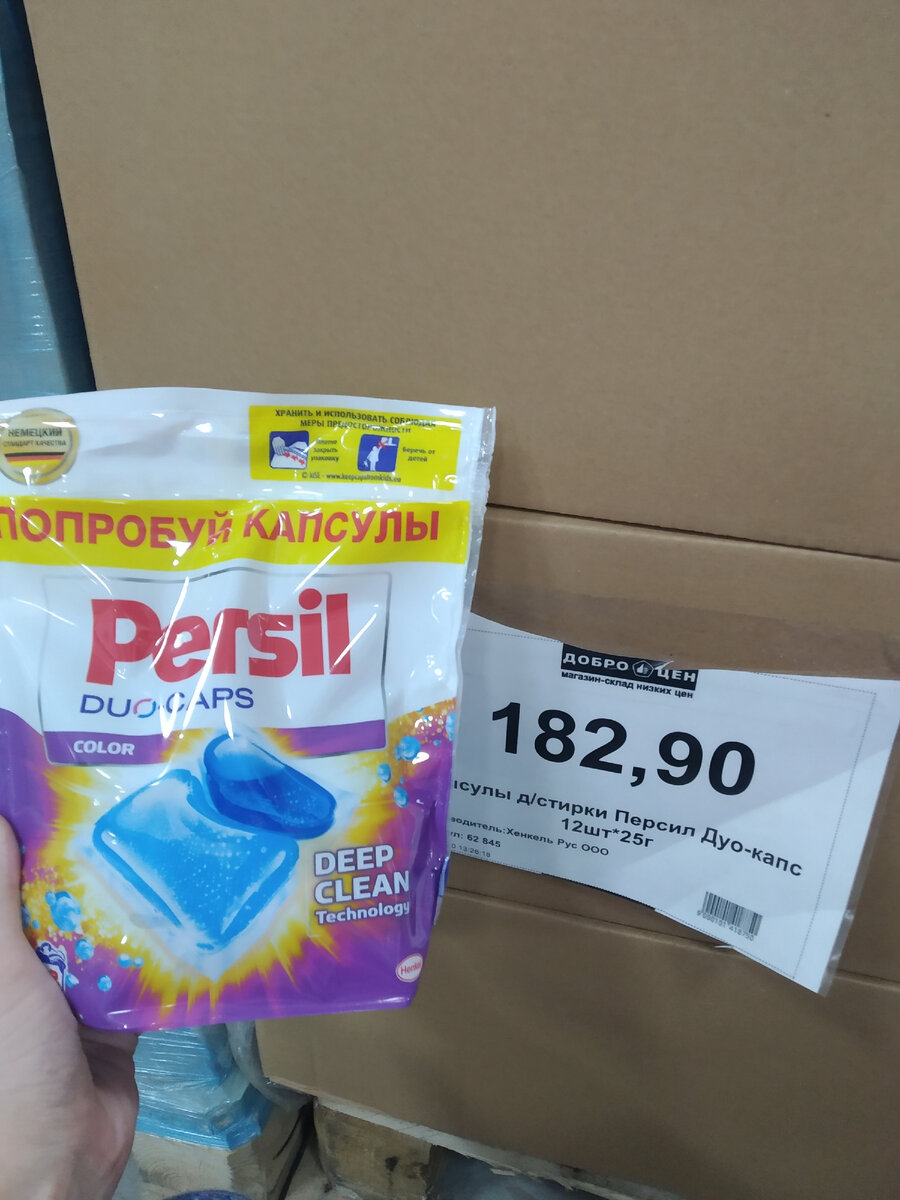 НЕМЕЦКИЙ
СТАНДАРТ КАЧЕСТВА
ХРАНИТЬ И ИСПОЛЬЗОВАТЬ СОБЛЮДАЯ
МЕРЫ ПРЕДОСТОРОЖНОСТИ
закрыть
упаковку
беречь от
детей
ПОПРОБУЙ КАПСУЛЫ
Persil
DUO-CAPS
COLOR
DEEP
CLEAN
Technology
Henkel
ДОБРО ЦЕН
магазин-склад низких цен
182,90
псулы д/стирки Персил Дуо-капс
12шт*25г
водитель:Хенкель Рус ООО
ул: 62 845